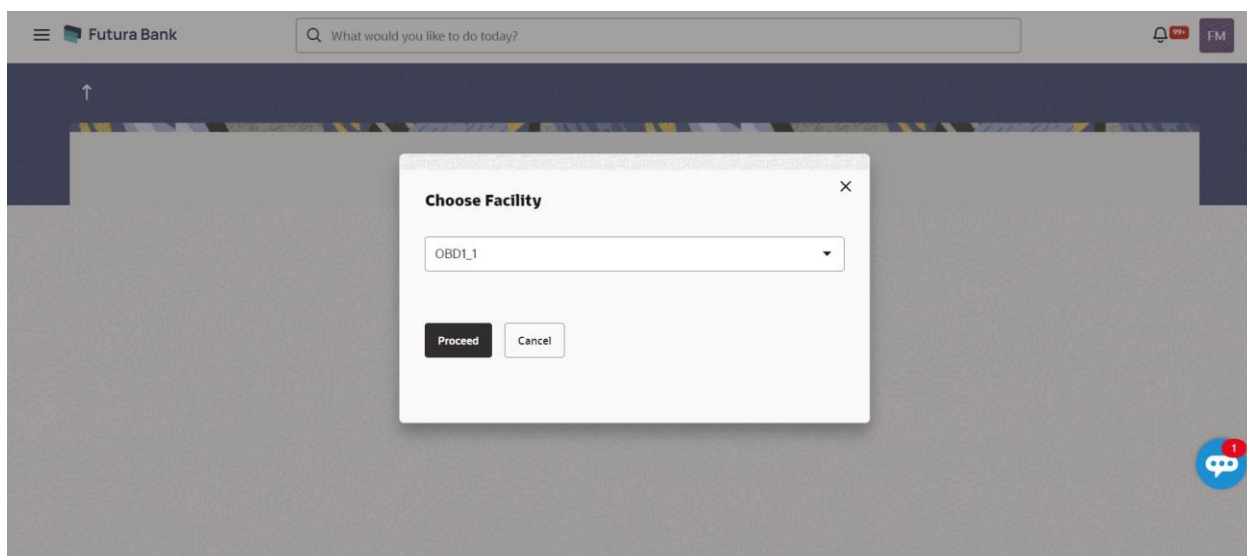 Futura Bank
What would you like to do today?
99+
FM
Choose Facility
OBD1_1
Proceed
Cancel
1